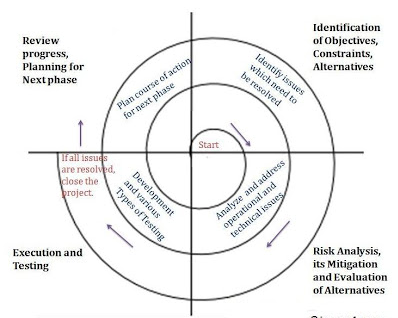 Review
progress,
Planning for
Next phase
Identification
of Objectives,
Constraints,
Alternatives
Plan course of action
for next phase
Identify issues
which need to
be resolved
Start
If all issues
are resolved,
close the
project.
Development
and various
Types of Testing
Analyze and address
operational and
technical issues
Execution and
Testing
Risk Analysis,
its Mitigation
and Evaluation
of Alternatives